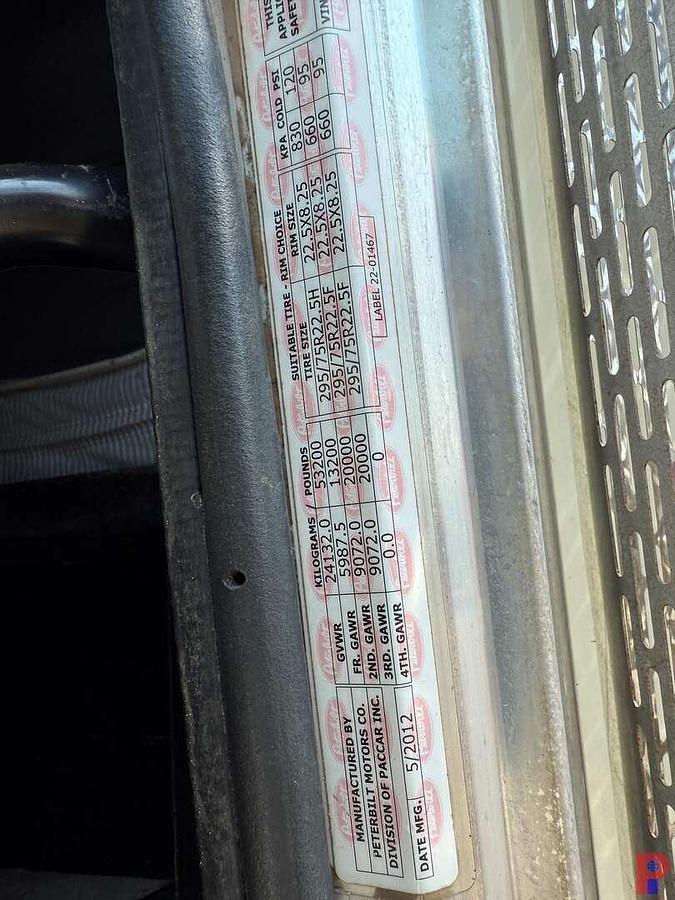 MANUFACTURED BY
PETERBILT MOTORS CO.
DIVISION OF PACCAR INC.
DATE MFG. 5/2012
KILOGRAMS / POUNDS
GVWR 24132.0 53200
FR. GAWR 5987.5 13200
2ND. GAWR 9072.0 20000
3RD. GAWR 9072.0 20000
4TH. GAWR 0.0 0
SUITABLE TIRE - RIM CHOICE
TIRE SIZE RIM SIZE KPA COLD PSI
295/75R22.5H 22.5X8.25 830 120
295/75R22.5F 22.5X8.25 660 95
295/75R22.5F 22.5X8.25 660 95
LABEL 22-01467
THIS
APPLI
SAFET
VIN
Peterbilt
P